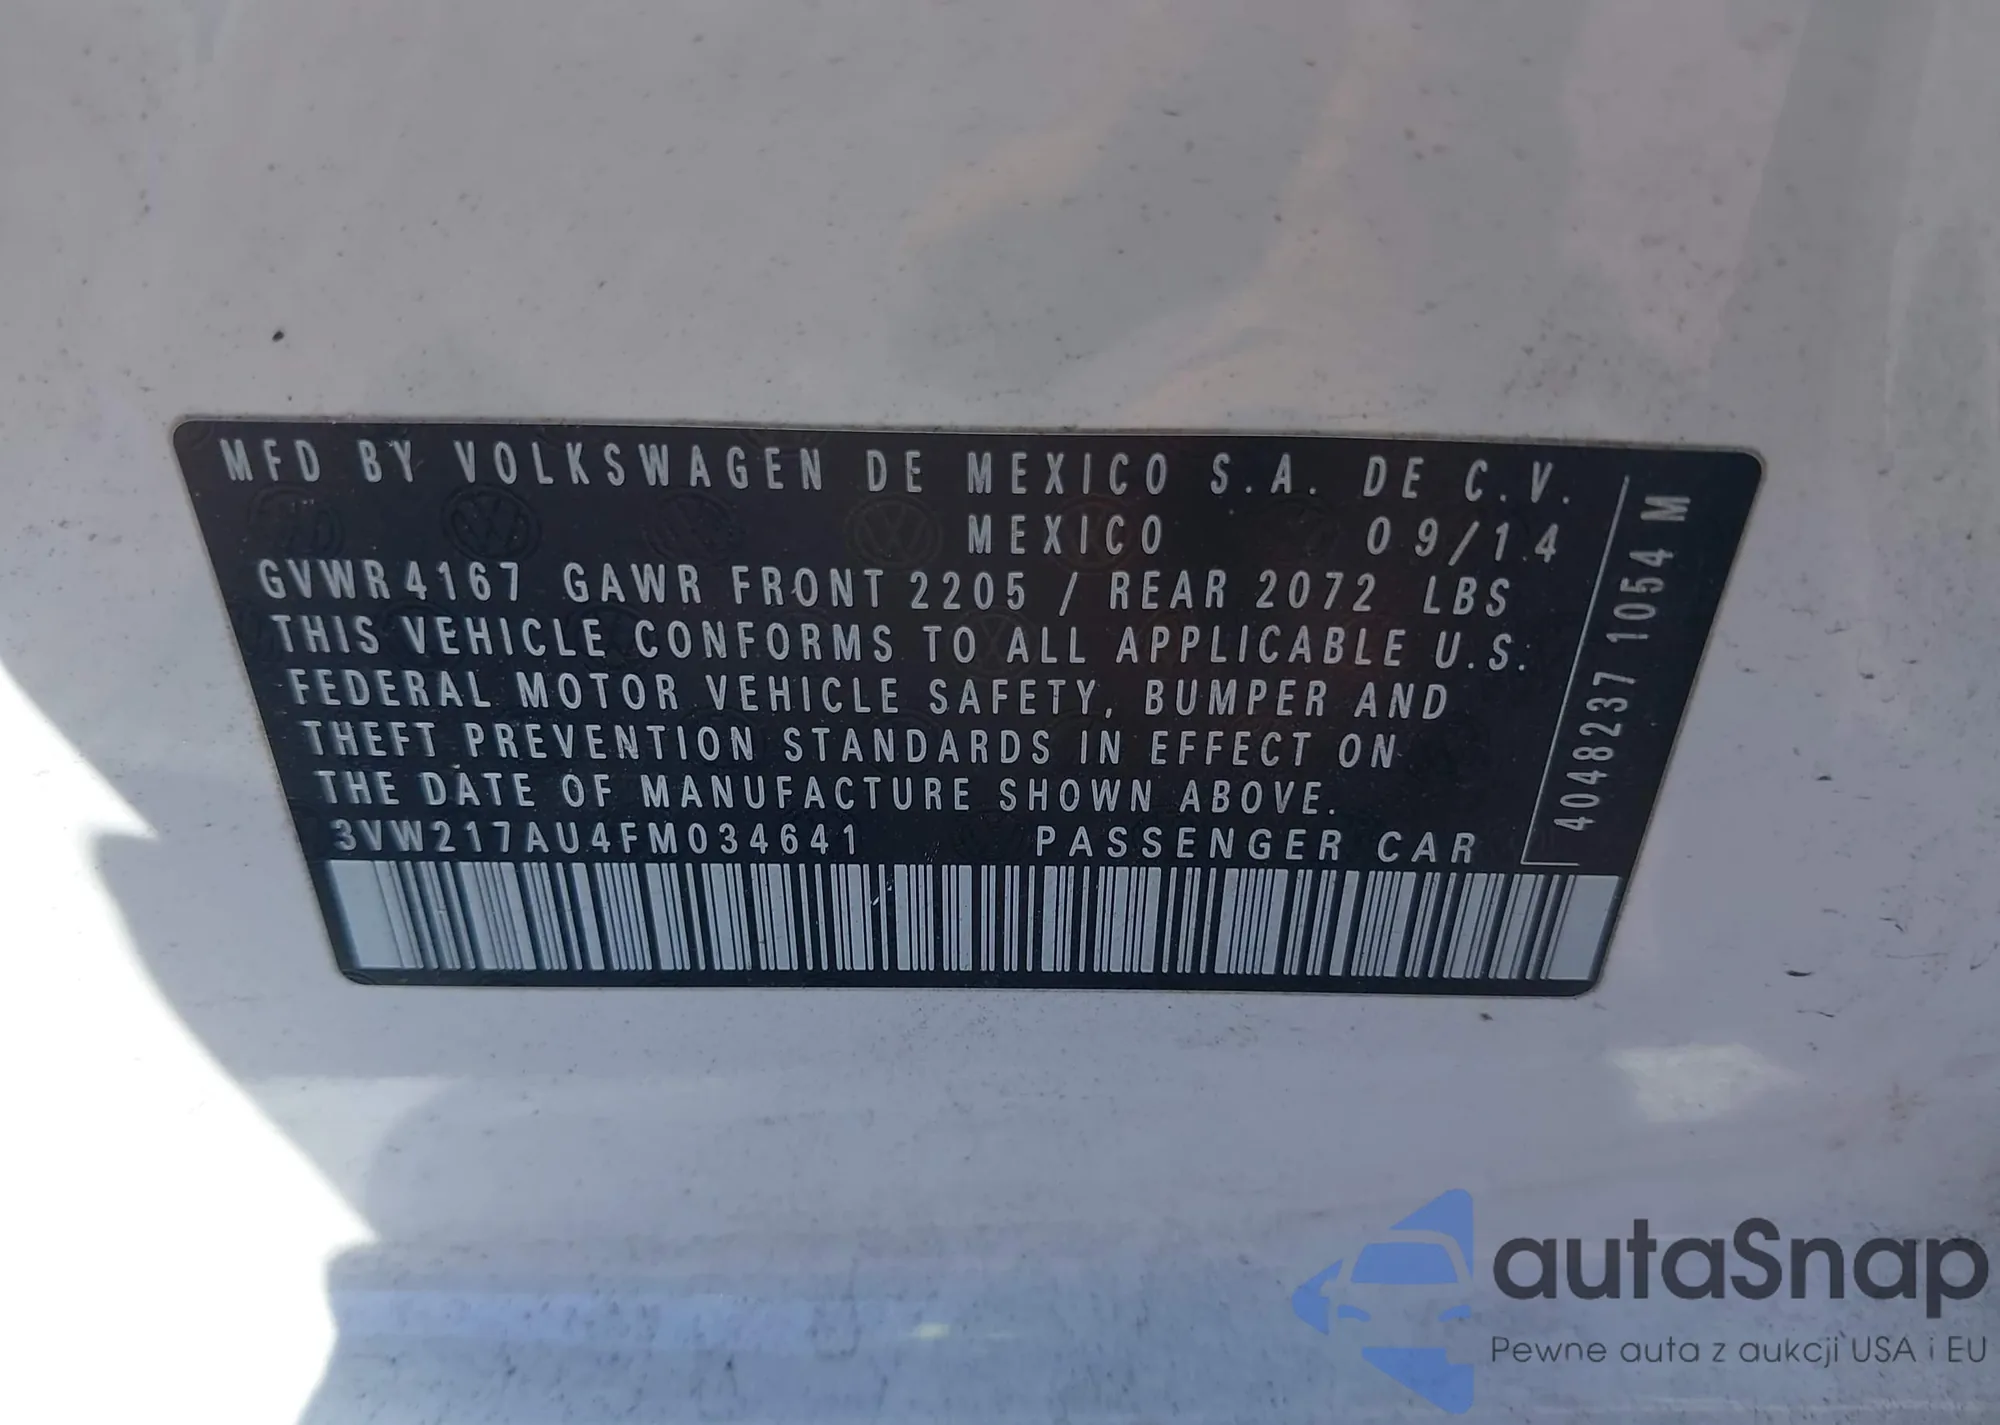 MFD BY VOLKSWAGEN DE MEXICO S.A. DE C.V.
MEXICO 09/14
GVWR 4167 GAWR FRONT 2205 / REAR 2072 LBS
THIS VEHICLE CONFORMS TO ALL APPLICABLE U.S.
FEDERAL MOTOR VEHICLE SAFETY, BUMPER AND
THEFT PREVENTION STANDARDS IN EFFECT ON
THE DATE OF MANUFACTURE SHOWN ABOVE.
3VW217AU4FM034641 PASSENGER CAR
4048237 1054 M
autaSnap
Pewne auta z aukcji USA i EU